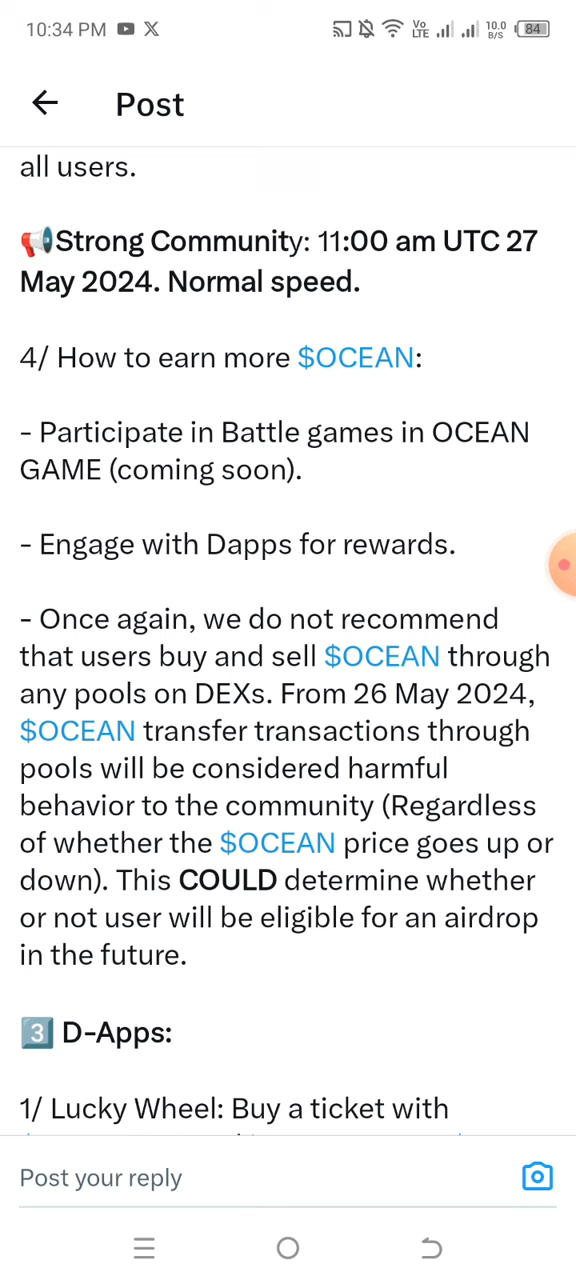 10:34 PM X Vo LTE 10.0 B/S 84
Post
all users.
📢Strong Community: 11:00 am UTC 27
May 2024. Normal speed.
4/ How to earn more $OCEAN:
- Participate in Battle games in OCEAN
GAME (coming soon).
- Engage with Dapps for rewards.
- Once again, we do not recommend
that users buy and sell $OCEAN through
any pools on DEXs. From 26 May 2024,
$OCEAN transfer transactions through
pools will be considered harmful
behavior to the community (Regardless
of whether the $OCEAN price goes up or
down). This COULD determine whether
or not user will be eligible for an airdrop
in the future.
3️⃣ D-Apps:
1/ Lucky Wheel: Buy a ticket with
Post your reply